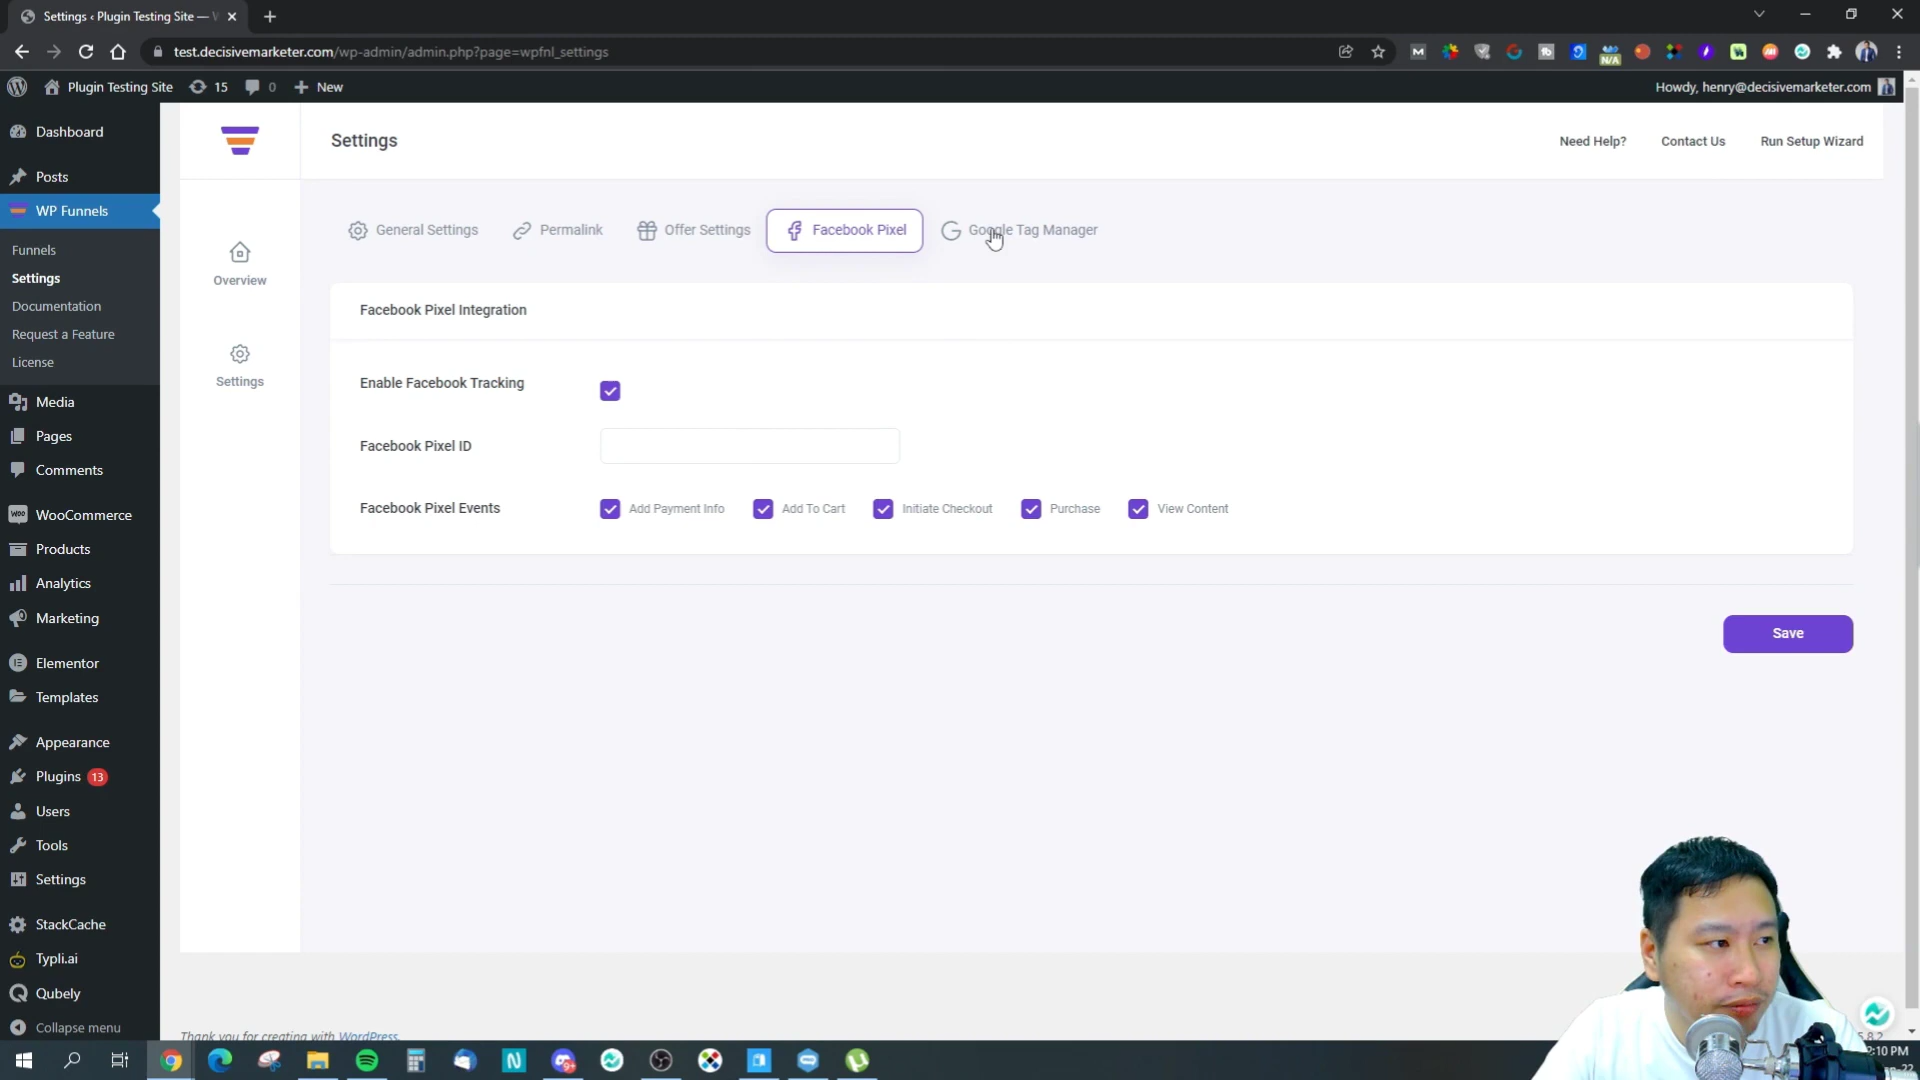 Settings ‹ Plugin Testing Site —
test.decisivemarketer.com/wp-admin/admin.php?page=wpfnl_settings
N/A
Plugin Testing Site 15 0 New
Howdy, henry@decisivemarketer.com
Dashboard
Posts
WP Funnels
Funnels
Settings
Documentation
Request a Feature
License
Media
Pages
Comments
WooCommerce
Products
Analytics
Marketing
Elementor
Templates
Appearance
Plugins 13
Users
Tools
Settings
StackCache
Typli.ai
Qubely
Collapse menu
Overview
Settings
Settings
Need Help? Contact Us Run Setup Wizard
General Settings Permalink Offer Settings Facebook Pixel Google Tag Manager
Facebook Pixel Integration
Enable Facebook Tracking
Facebook Pixel ID
Facebook Pixel Events Add Payment Info Add To Cart Initiate Checkout Purchase View Content
Save
Thank you for creating with WordPress.
:10 PM